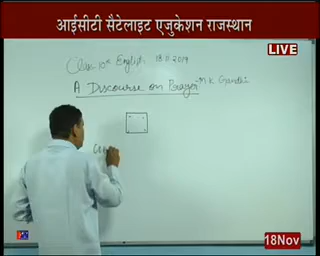 आईसीटी सैटेलाइट एजुकेशन राजस्थान
LIVE
Class 10th English 18.11.2019
A Discourse on Prayer - M.K Gandhi
18Nov